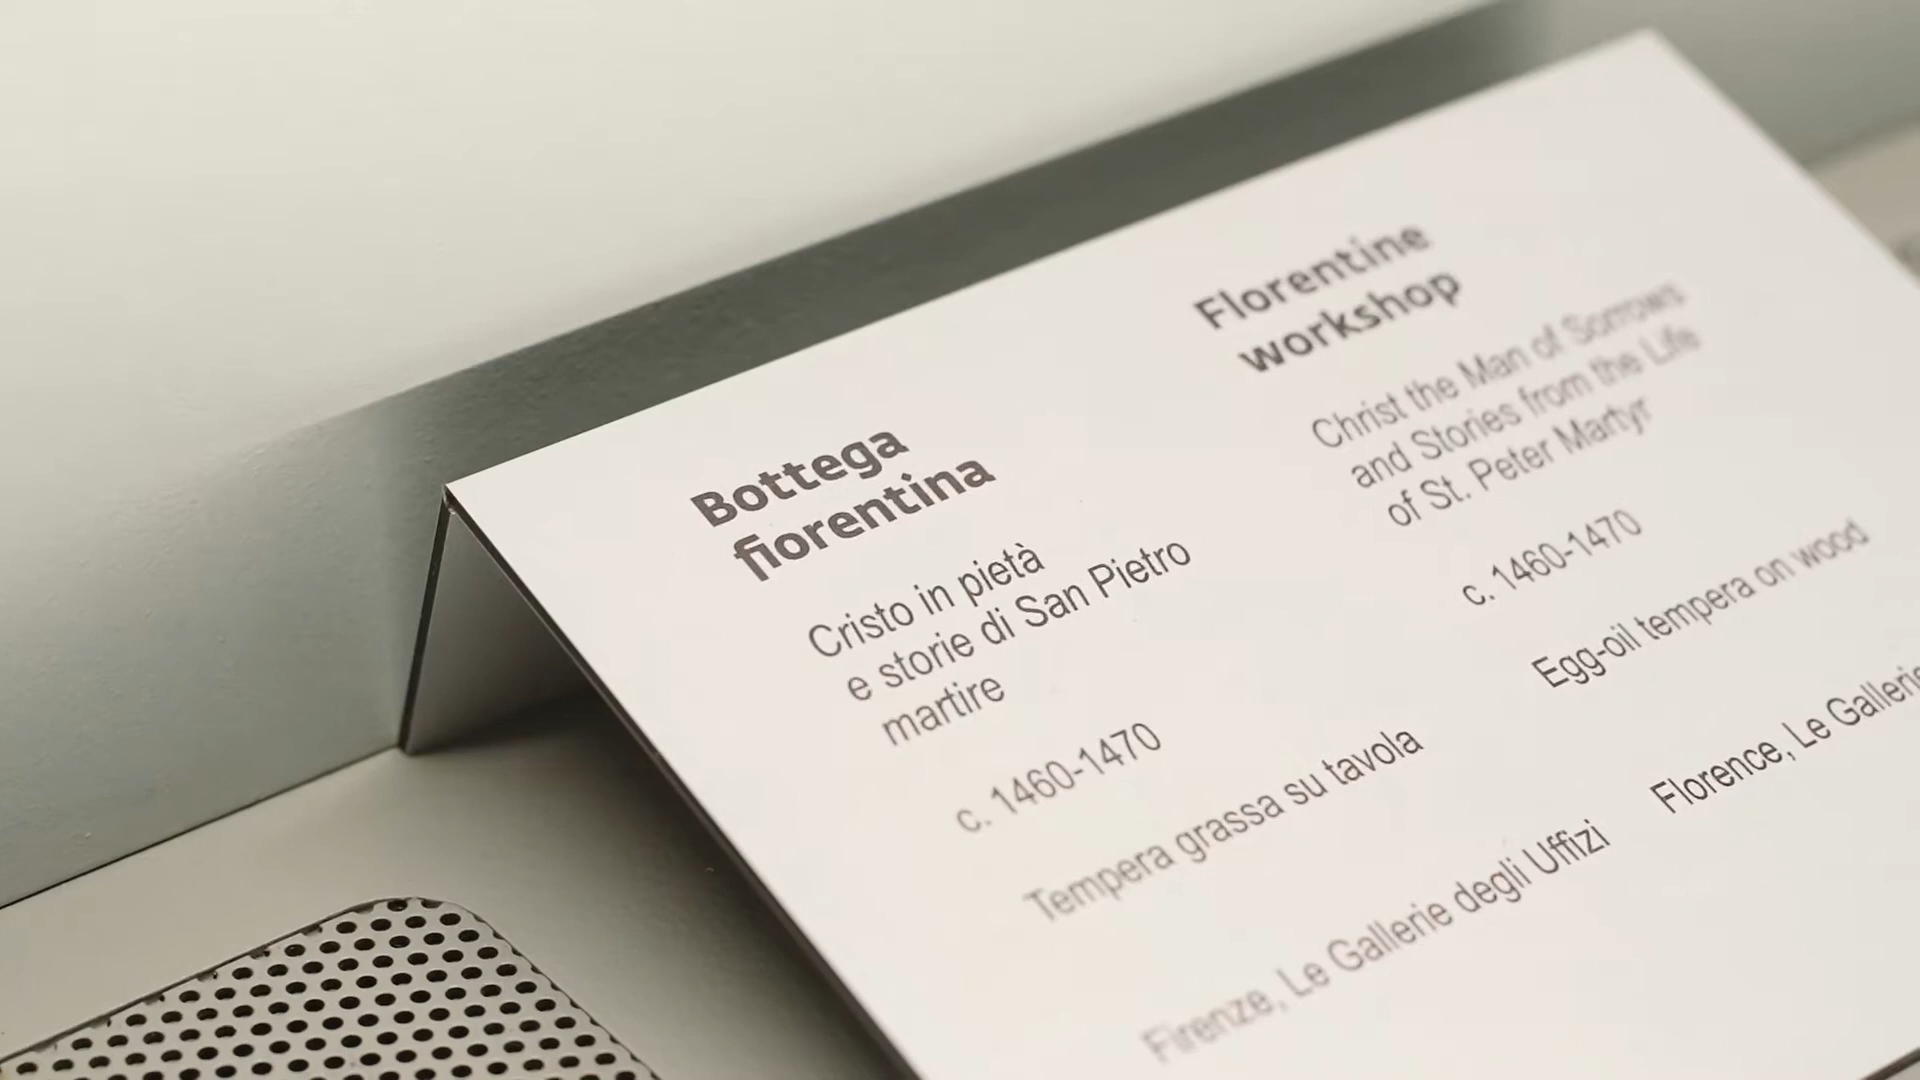 Bottega
fiorentina
Cristo in pietà
e storie di San Pietro
martire
c. 1460-1470
Tempera grassa su tavola
Firenze, Le Gallerie degli Uffizi
Florentine
workshop
Christ the Man of Sorrows
and Stories from the Life
of St. Peter Martyr
c. 1460-1470
Egg-oil tempera on wood
Florence, Le Gallerie